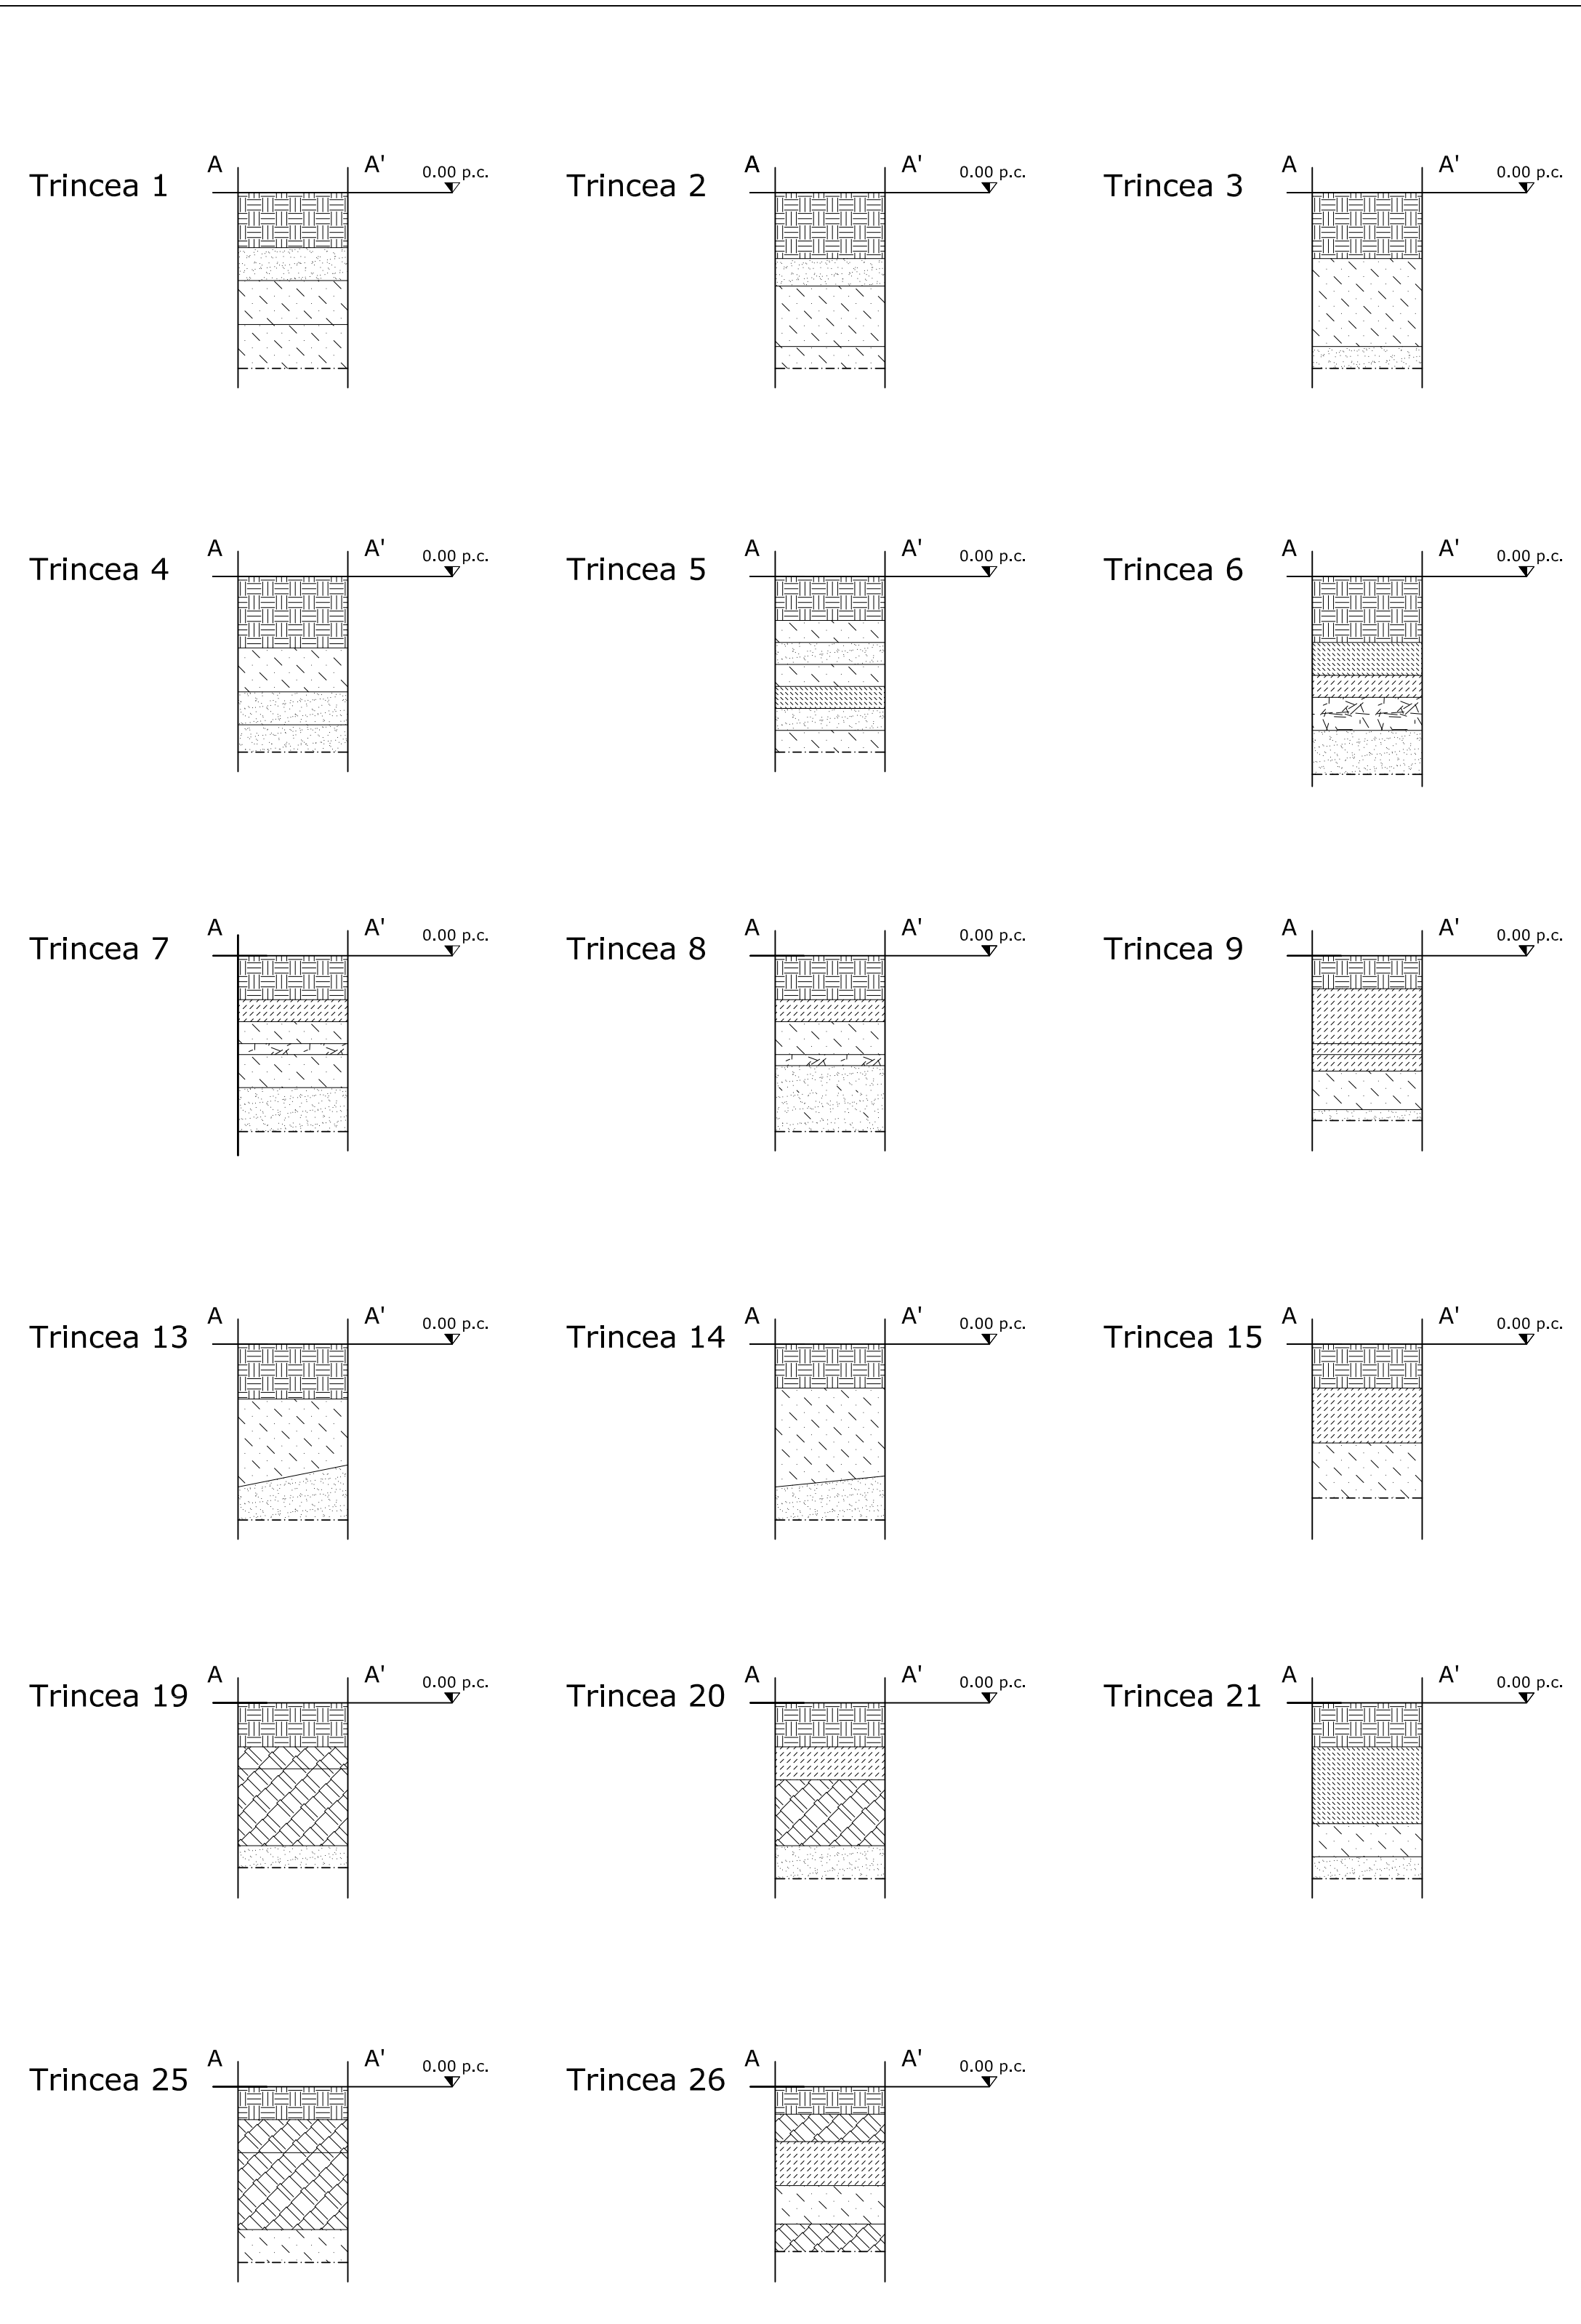 Trincea 1 A A' 0.00 p.c.
Trincea 2 A A' 0.00 p.c.
Trincea 3 A A' 0.00 p.c.
Trincea 4 A A' 0.00 p.c.
Trincea 5 A A' 0.00 p.c.
Trincea 6 A A' 0.00 p.c.
Trincea 7 A A' 0.00 p.c.
Trincea 8 A A' 0.00 p.c.
Trincea 9 A A' 0.00 p.c.
Trincea 13 A A' 0.00 p.c.
Trincea 14 A A' 0.00 p.c.
Trincea 15 A A' 0.00 p.c.
Trincea 19 A A' 0.00 p.c.
Trincea 20 A A' 0.00 p.c.
Trincea 21 A A' 0.00 p.c.
Trincea 25 A A' 0.00 p.c.
Trincea 26 A A' 0.00 p.c.